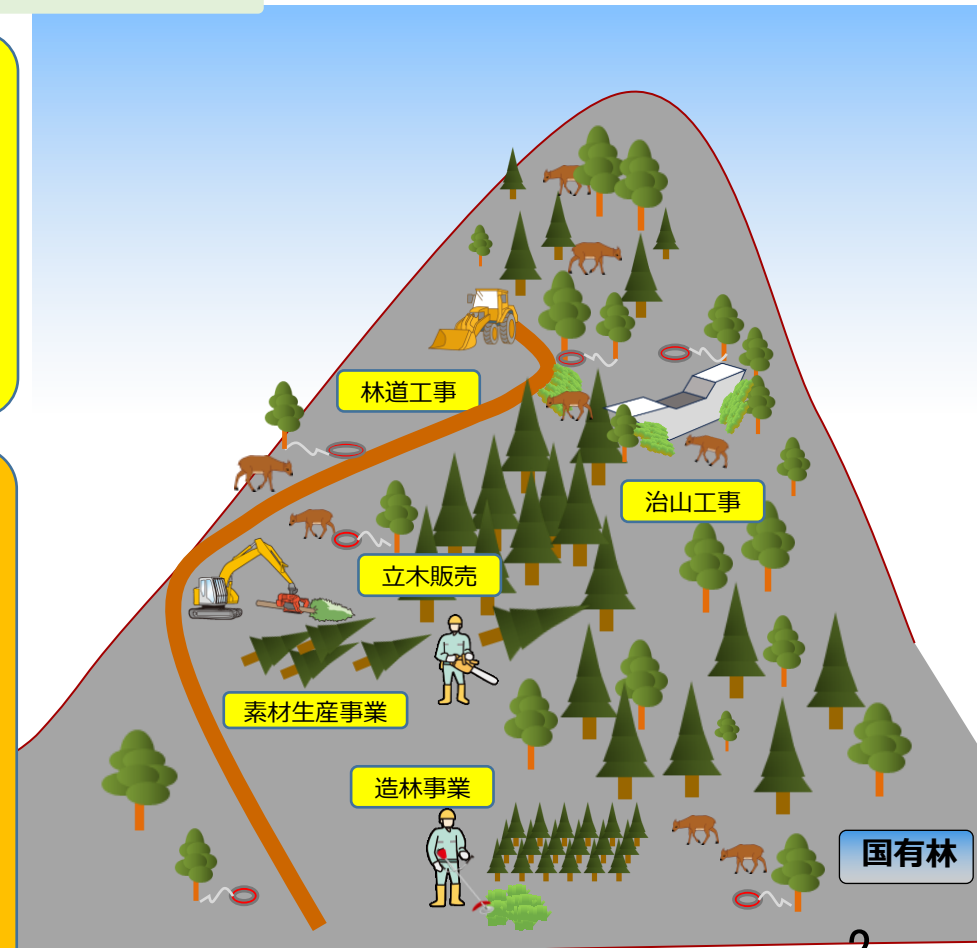 林道工事
治山工事
立木販売
素材生産事業
造林事業
国有林